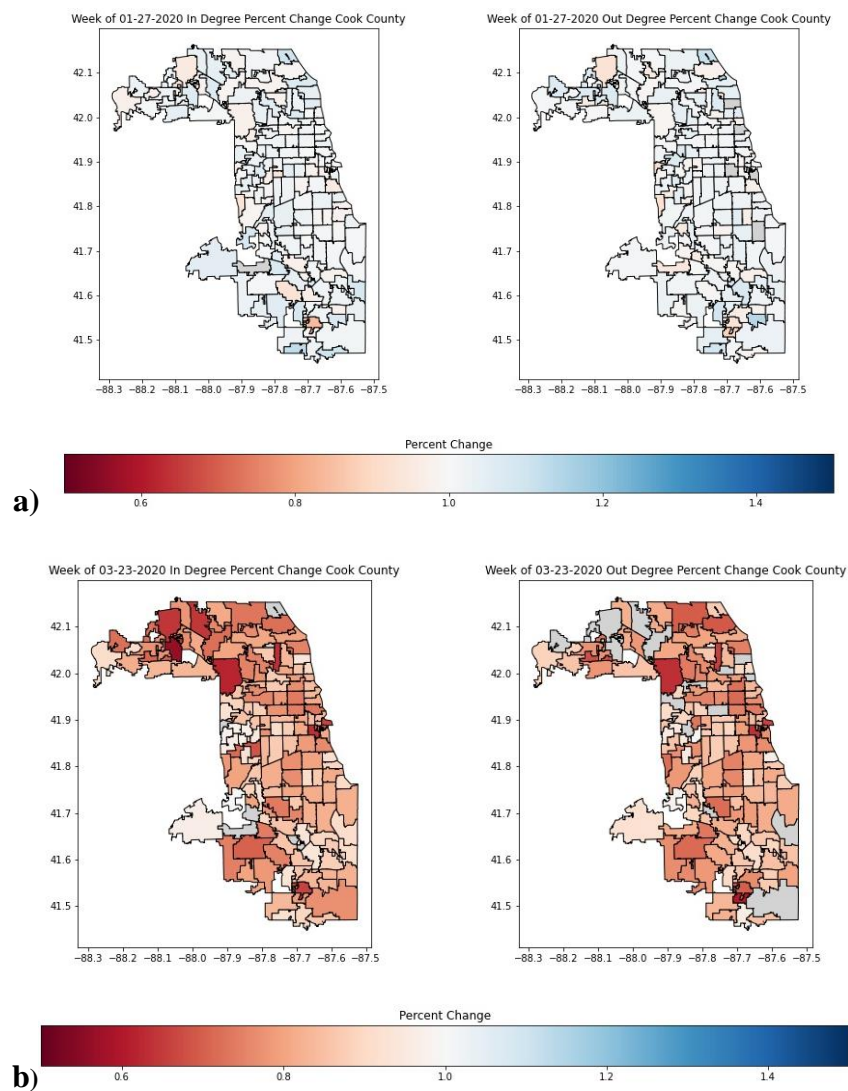 Week of 01-27-2020 In Degree Percent Change Cook County
Week of 01-27-2020 Out Degree Percent Change Cook County
42.1
42.0
41.9
41.8
41.7
41.6
41.5
−88.3 −88.2 −88.1 −88.0 −87.9 −87.8 −87.7 −87.6 −87.5
42.1
42.0
41.9
41.8
41.7
41.6
41.5
−88.3 −88.2 −88.1 −88.0 −87.9 −87.8 −87.7 −87.6 −87.5
Percent Change
0.6 0.8 1.0 1.2 1.4
a)
Week of 03-23-2020 In Degree Percent Change Cook County
Week of 03-23-2020 Out Degree Percent Change Cook County
42.1
42.0
41.9
41.8
41.7
41.6
41.5
−88.3 −88.2 −88.1 −88.0 −87.9 −87.8 −87.7 −87.6 −87.5
42.1
42.0
41.9
41.8
41.7
41.6
41.5
−88.3 −88.2 −88.1 −88.0 −87.9 −87.8 −87.7 −87.6 −87.5
Percent Change
0.6 0.8 1.0 1.2 1.4
b)